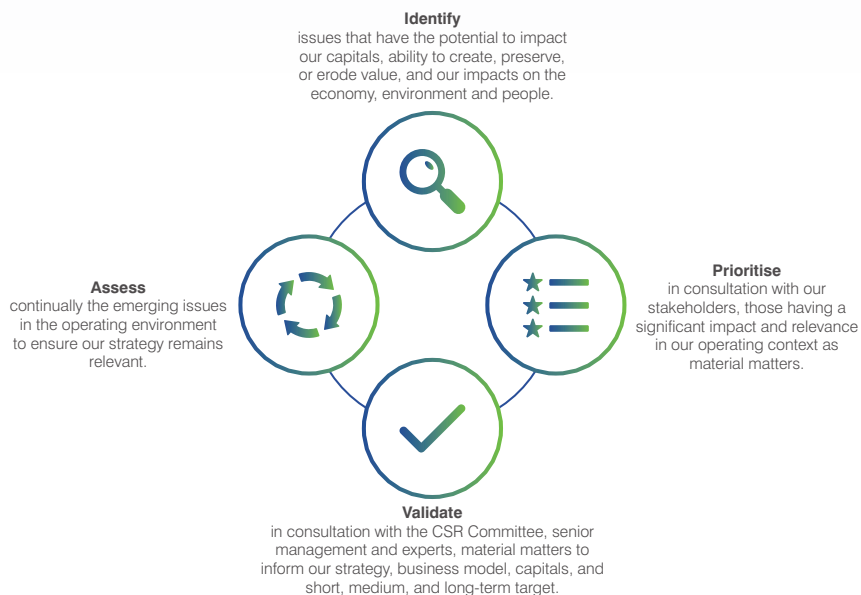 Identify
issues that have the potential to impact
our capitals, ability to create, preserve,
or erode value, and our impacts on the
economy, environment and people.
Prioritise
in consultation with our
stakeholders, those having a
significant impact and relevance
in our operating context as
material matters.
Validate
in consultation with the CSR Committee, senior
management and experts, material matters to
inform our strategy, business model, capitals, and
short, medium, and long-term target.
Assess
continually the emerging issues
in the operating environment
to ensure our strategy remains
relevant.